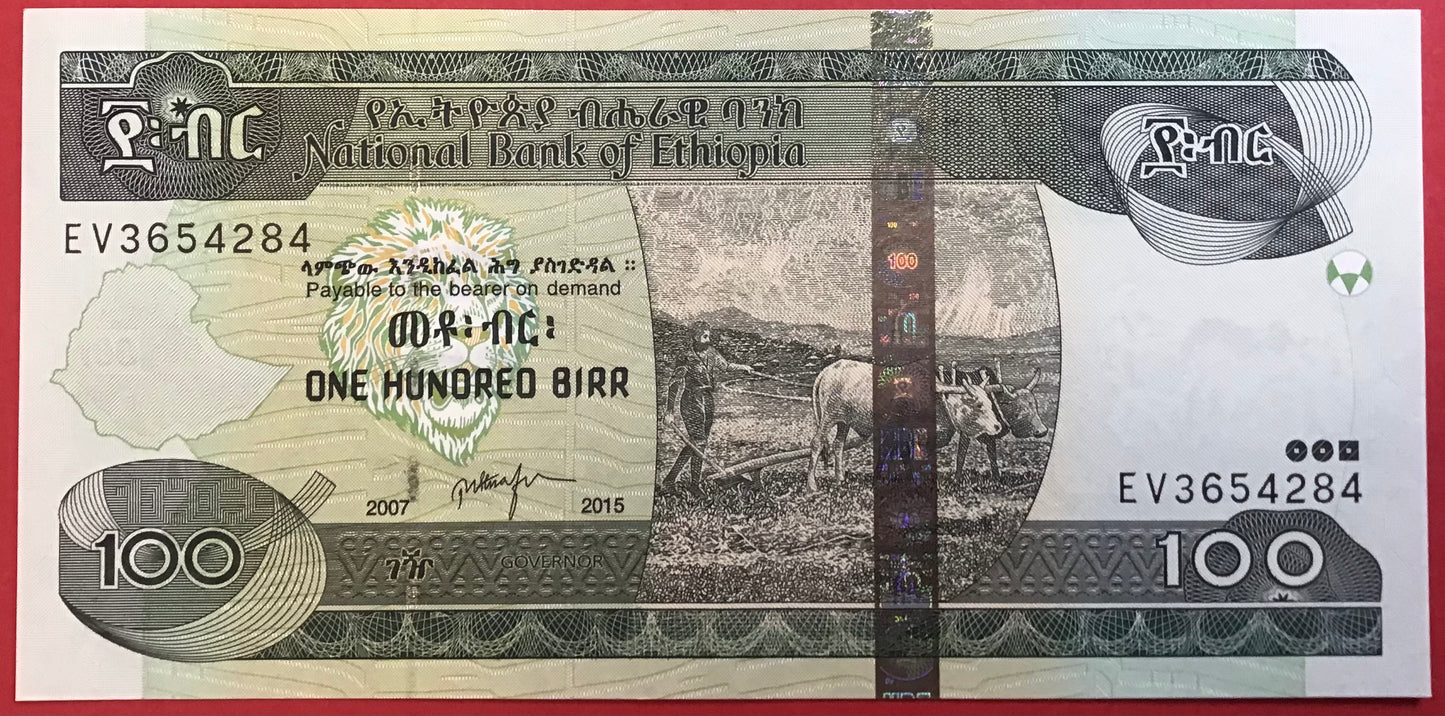 ፻፡ብር
የኢትዮጵያ ብሔራዊ ባንክ
National Bank of Ethiopia
፻፡ብር
EV3654284
ላምጭው እንዲከፈል ሕግ ያስገድዳል ።
Payable to the bearer on demand
መቶ፡ብር፡
ONE HUNDRED BIRR
100
2007
2015
ገዥ
GOVERNOR
EV3654284
100
100